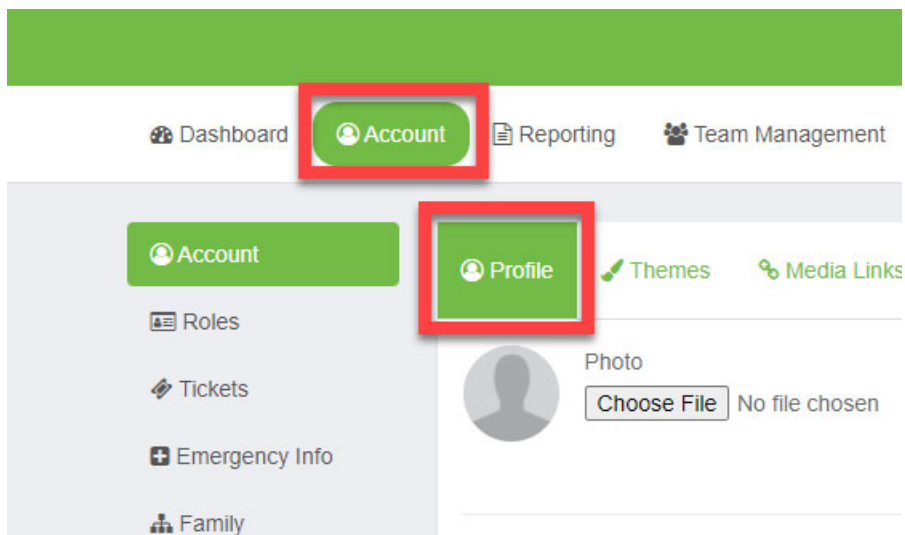 Dashboard Account Reporting Team Management
Account
Roles
Tickets
Emergency Info
Family
Profile Themes Media Links
Photo
Choose File No file chosen